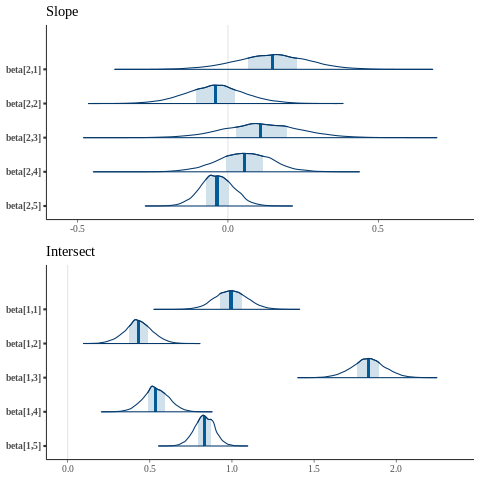 Slope
beta[2,1]
beta[2,2]
beta[2,3]
beta[2,4]
beta[2,5]
-0.5 0.0 0.5
Intersect
beta[1,1]
beta[1,2]
beta[1,3]
beta[1,4]
beta[1,5]
0.0 0.5 1.0 1.5 2.0